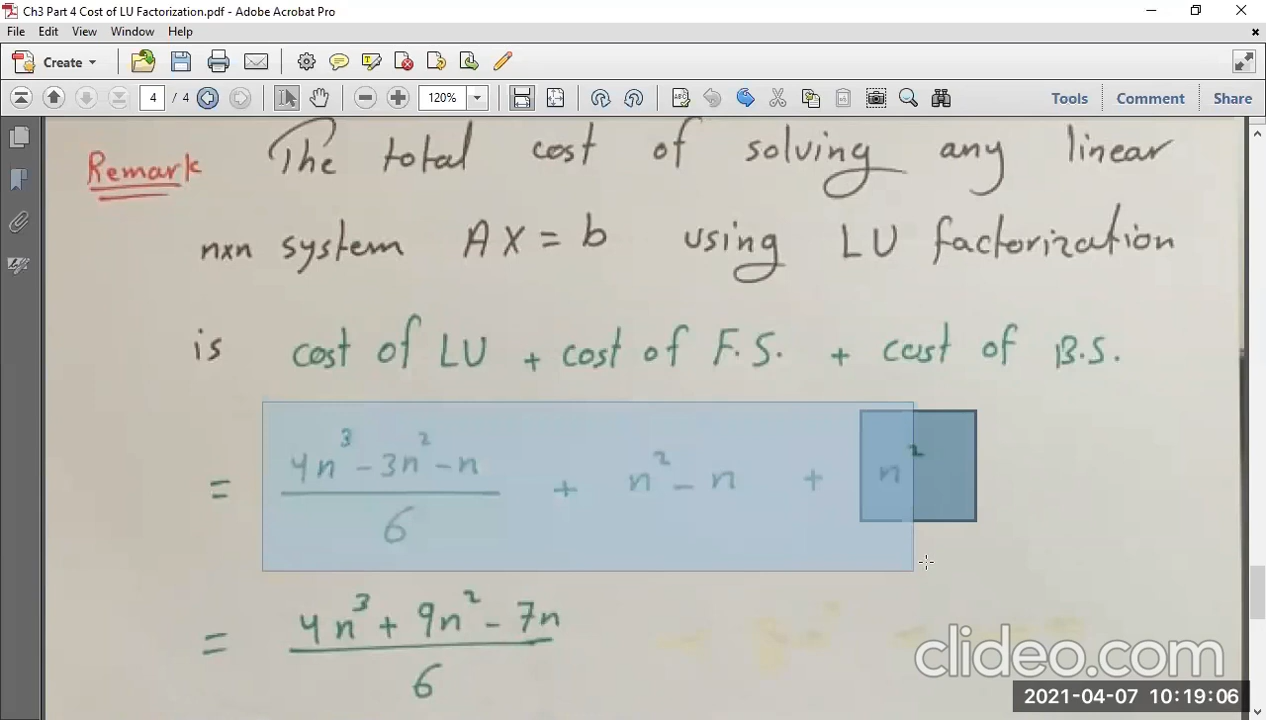 Ch3 Part 4 Cost of LU Factorization.pdf - Adobe Acrobat Pro
File Edit View Window Help
Create
4 / 4 120% Tools Comment Share
Remark The total cost of solving any linear
nxn system AX = b using LU factorization
is cost of LU + cost of F.S. + cost of B.S.
= (4n³ - 3n² - n)/6 + n² - n + n²
= (4n³ + 9n² - 7n)/6
clideo.com
2021-04-07 10:19:06